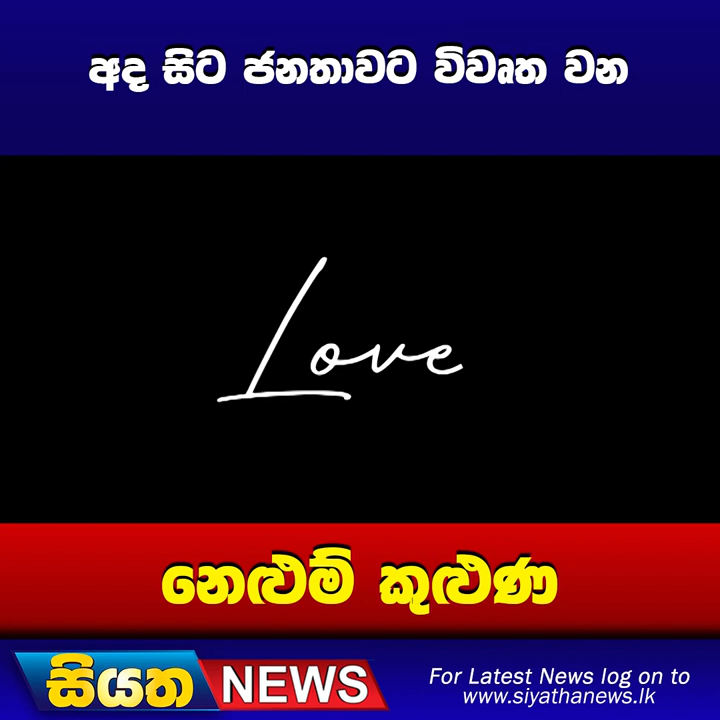 අද සිට ජනතාවට විවෘත වන
Love
නෙළුම් කුළුණ
සියත NEWS
For Latest News log on to
www.siyathanews.lk